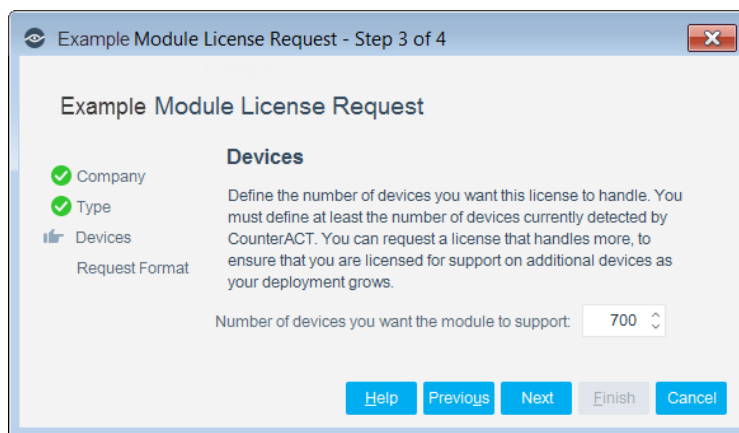 Example Module License Request - Step 3 of 4
Example Module License Request
Company
Type
Devices
Request Format
Devices
Define the number of devices you want this license to handle. You
must define at least the number of devices currently detected by
CounterACT. You can request a license that handles more, to
ensure that you are licensed for support on additional devices as
your deployment grows.
Number of devices you want the module to support: 700
Help Previous Next Finish Cancel